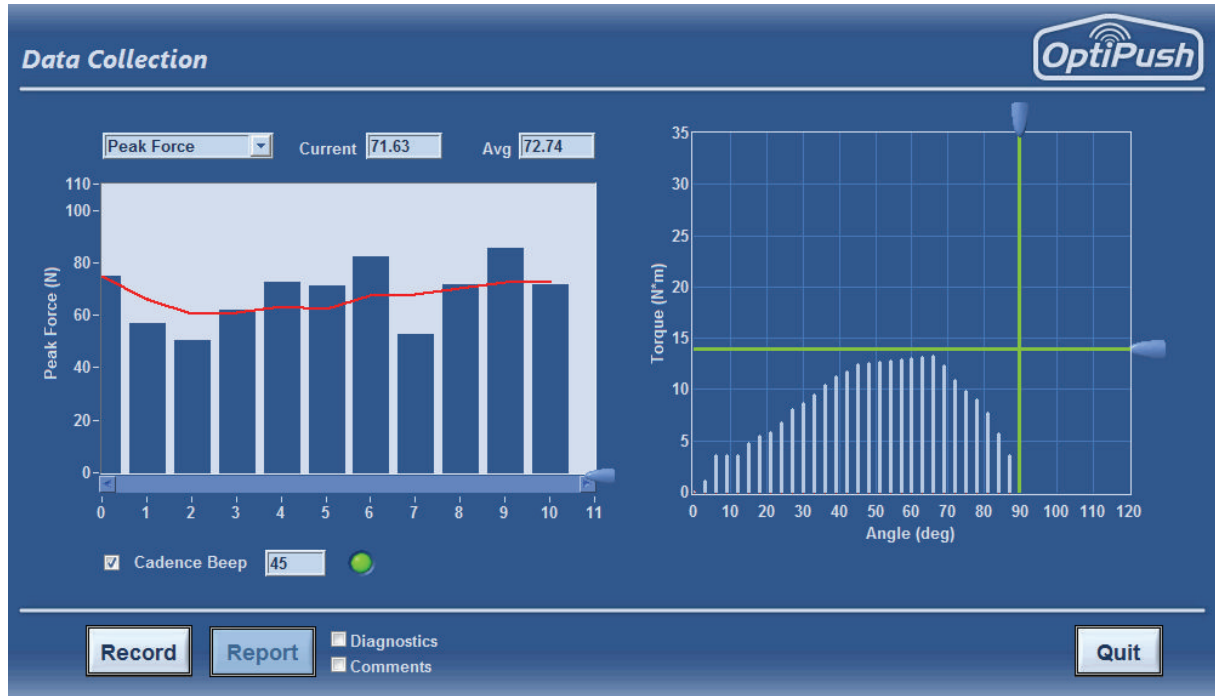 Data Collection
OptiPush
Peak Force
Current 71.63
Avg 72.74
110
100
80
60
40
20
0
Peak Force (N)
0 1 2 3 4 5 6 7 8 9 10 11
Cadence Beep 45
35
30
25
20
15
10
5
0
Torque (N*m)
0 10 20 30 40 50 60 70 80 90 100 110 120
Angle (deg)
Record
Report
Diagnostics
Comments
Quit